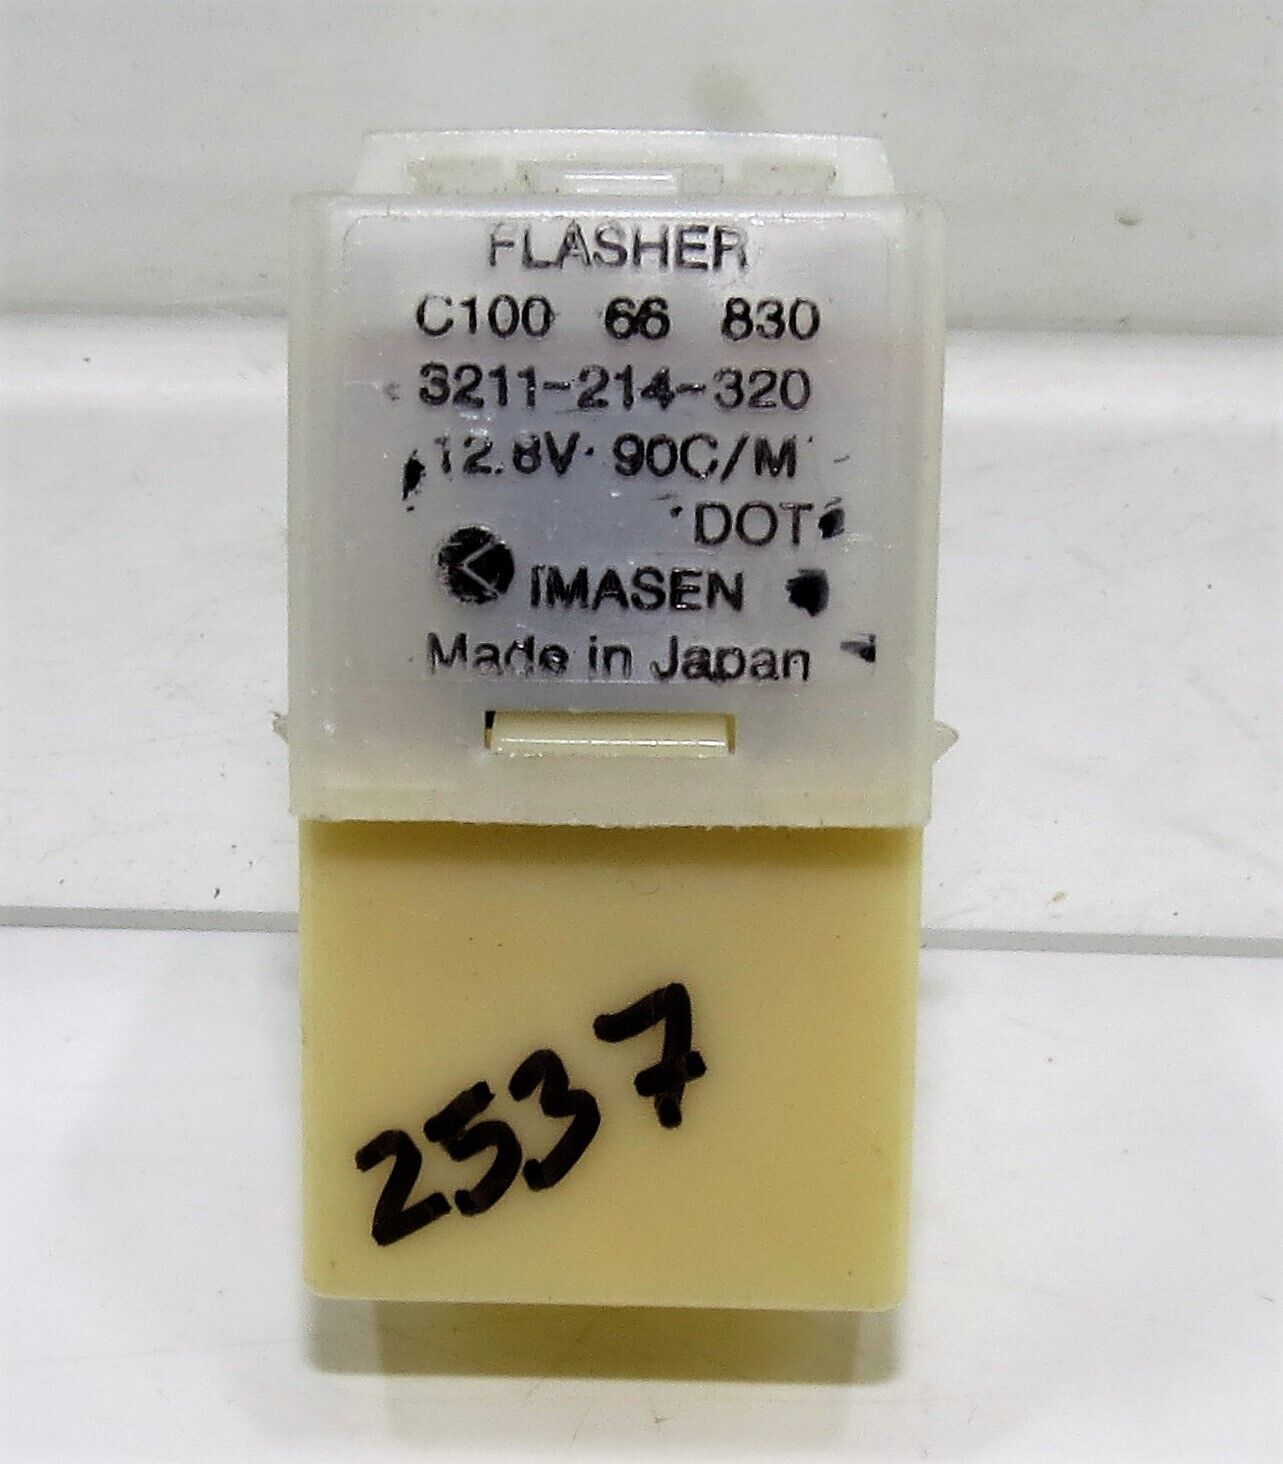 FLASHER
C100 66 830
3211-214-320
12.8V· 90C/M
DOT
IMASEN
Made in Japan
2537